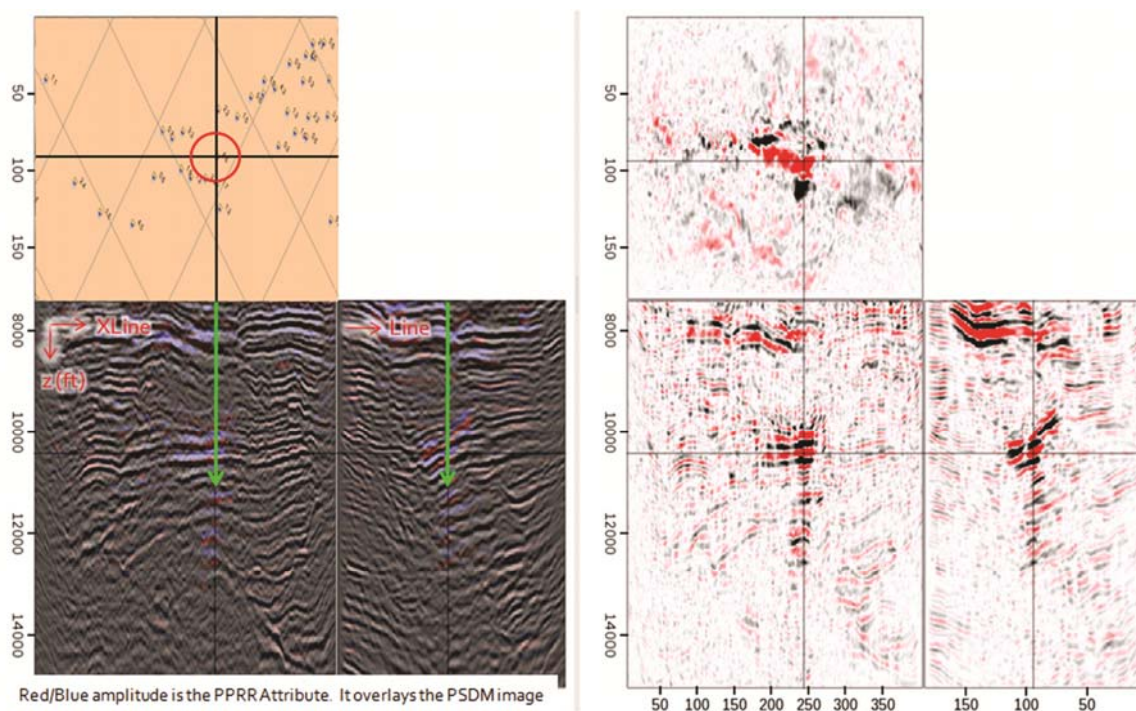 50
100
150
50
100
150
XLine
z (ft)
Line
8000
10000
12000
14000
8000
10000
12000
14000
Red/Blue amplitude is the PPRR Attribute. It overlays the PSDM image
50 100 150 200 250 300 350
150 100 50